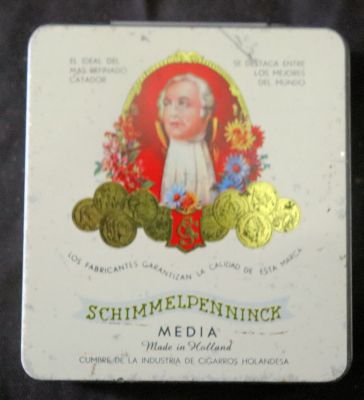 EL IDEAL DEL
MAS REFINADO
CATADOR
SE DESTACA ENTRE
LOS MEJORES
DEL MUNDO
LOS FABRICANTES GARANTIZAN LA CALIDAD DE ESTA MARCA
SCHIMMELPENNINCK
MEDIA
Made in Holland
CUMBRE DE LA INDUSTRIA DE CIGARROS HOLANDESA